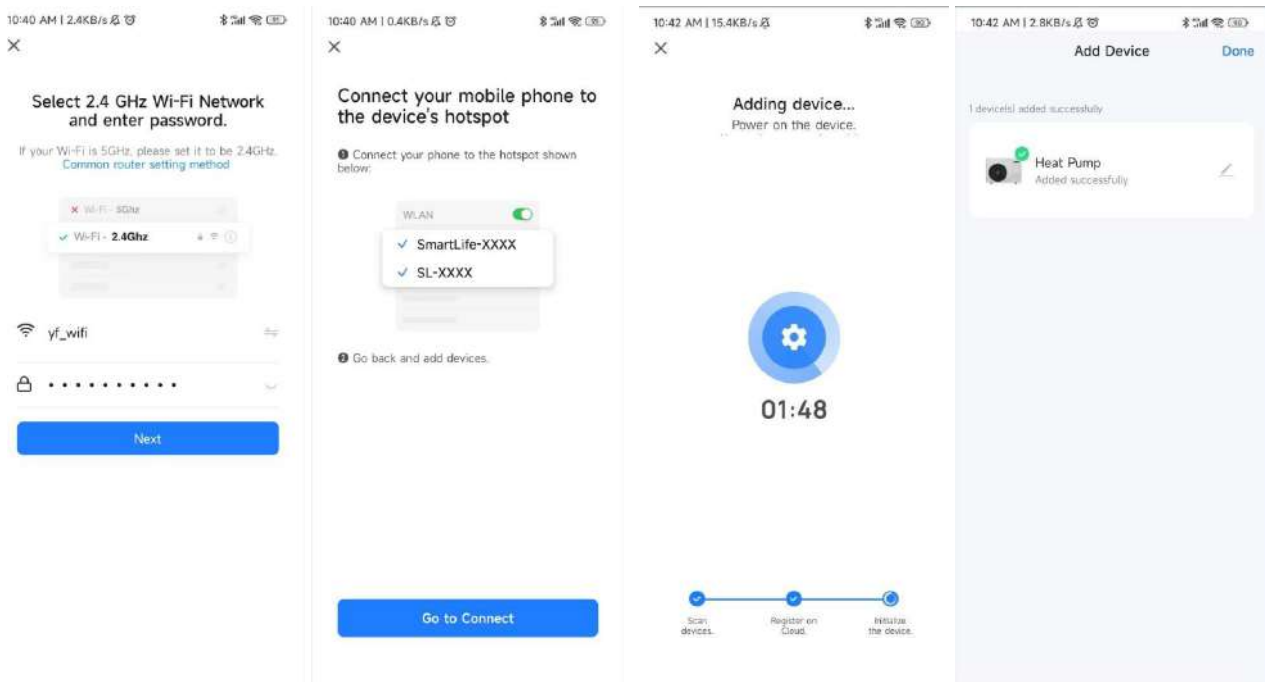 10:40 AM | 2.4KB/s
Select 2.4 GHz Wi-Fi Network
and enter password.
If your Wi-Fi is 5GHz, please set it to be 2.4GHz.
Common router setting method
Wi-Fi - 5Ghz
Wi-Fi - 2.4Ghz
yf_wifi
Next
10:40 AM | 0.4KB/s
Connect your mobile phone to
the device's hotspot
❶ Connect your phone to the hotspot shown
below:
WLAN
SmartLife-XXXX
SL-XXXX
❷ Go back and add devices.
Go to Connect
10:42 AM | 15.4KB/s
Adding device...
Power on the device.
01:48
Scan
devices.
Register on
Cloud.
Initialize
the device.
10:42 AM | 2.8KB/s
Add Device
Done
1 device(s) added successfully
Heat Pump
Added successfully